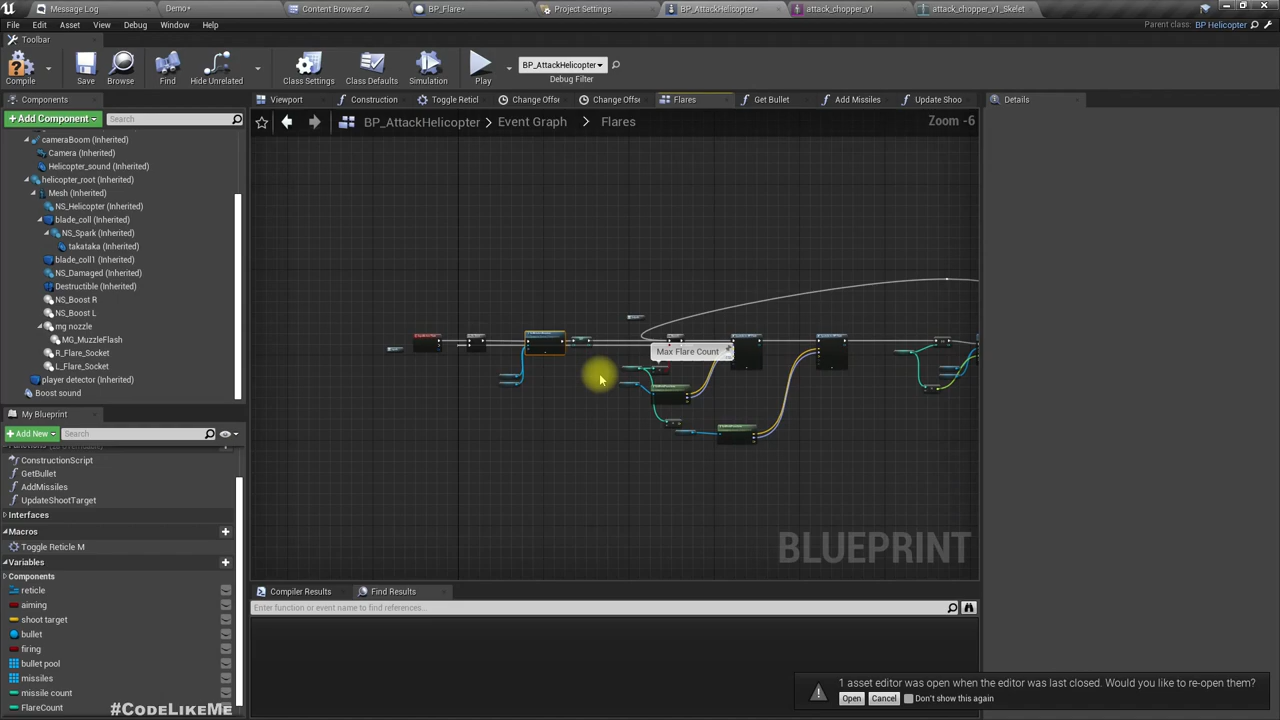 Message Log
Demo*
Content Browser 2
BP_Flare*
Project Settings
BP_AttackHelicopter*
attack_chopper_v1
attack_chopper_v1_Skelet
File Edit Asset View Debug Window Help
Parent class: BP Helicopter
Toolbar
Compile
Save
Browse
Find
Hide Unrelated
Class Settings
Class Defaults
Simulation
Play
BP_AttackHelicopter
Debug Filter
Components
+Add Component
Search
Viewport
Construction
Toggle Reticl
Change Offse
Change Offse
Flares
Get Bullet
Add Missiles
Update Shoo
Details
BP_AttackHelicopter > Event Graph > Flares
Zoom -6
cameraBoom (Inherited)
Camera (Inherited)
Helicopter_sound (Inherited)
helicopter_root (Inherited)
Mesh (Inherited)
NS_Helicopter (Inherited)
blade_coll (Inherited)
NS_Spark (Inherited)
takataka (Inherited)
blade_coll1 (Inherited)
NS_Damaged (Inherited)
Destructible (Inherited)
NS_Boost R
NS_Boost L
mg nozzle
MG_MuzzleFlash
R_Flare_Socket
L_Flare_Socket
player detector (Inherited)
Boost sound
Max Flare Count
My Blueprint
+Add New
Search
ConstructionScript
GetBullet
AddMissiles
UpdateShootTarget
Interfaces
Macros
Toggle Reticle M
Variables
Components
reticle
aiming
shoot target
bullet
firing
bullet pool
missiles
missile count
FlareCount
BLUEPRINT
Compiler Results
Find Results
Enter function or event name to find references...
1 asset editor was open when the editor was last closed. Would you like to re-open them?
Open
Cancel
Don't show this again
#CodeLikeMe